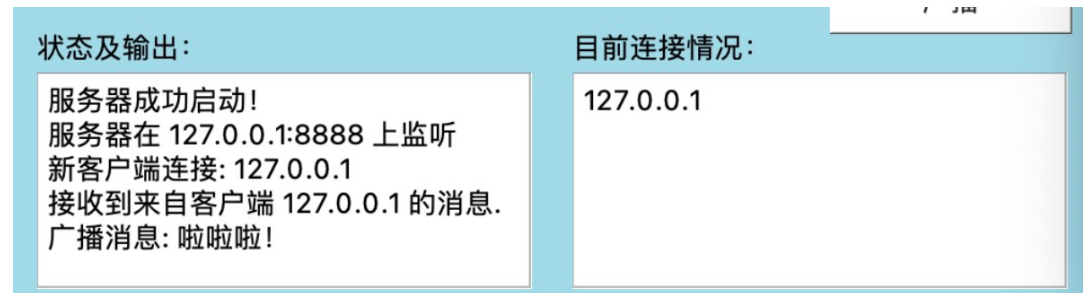 广播
状态及输出：
服务器成功启动！
服务器在 127.0.0.1:8888 上监听
新客户端连接: 127.0.0.1
接收到来自客户端 127.0.0.1 的消息.
广播消息: 啦啦啦！
目前连接情况：
127.0.0.1